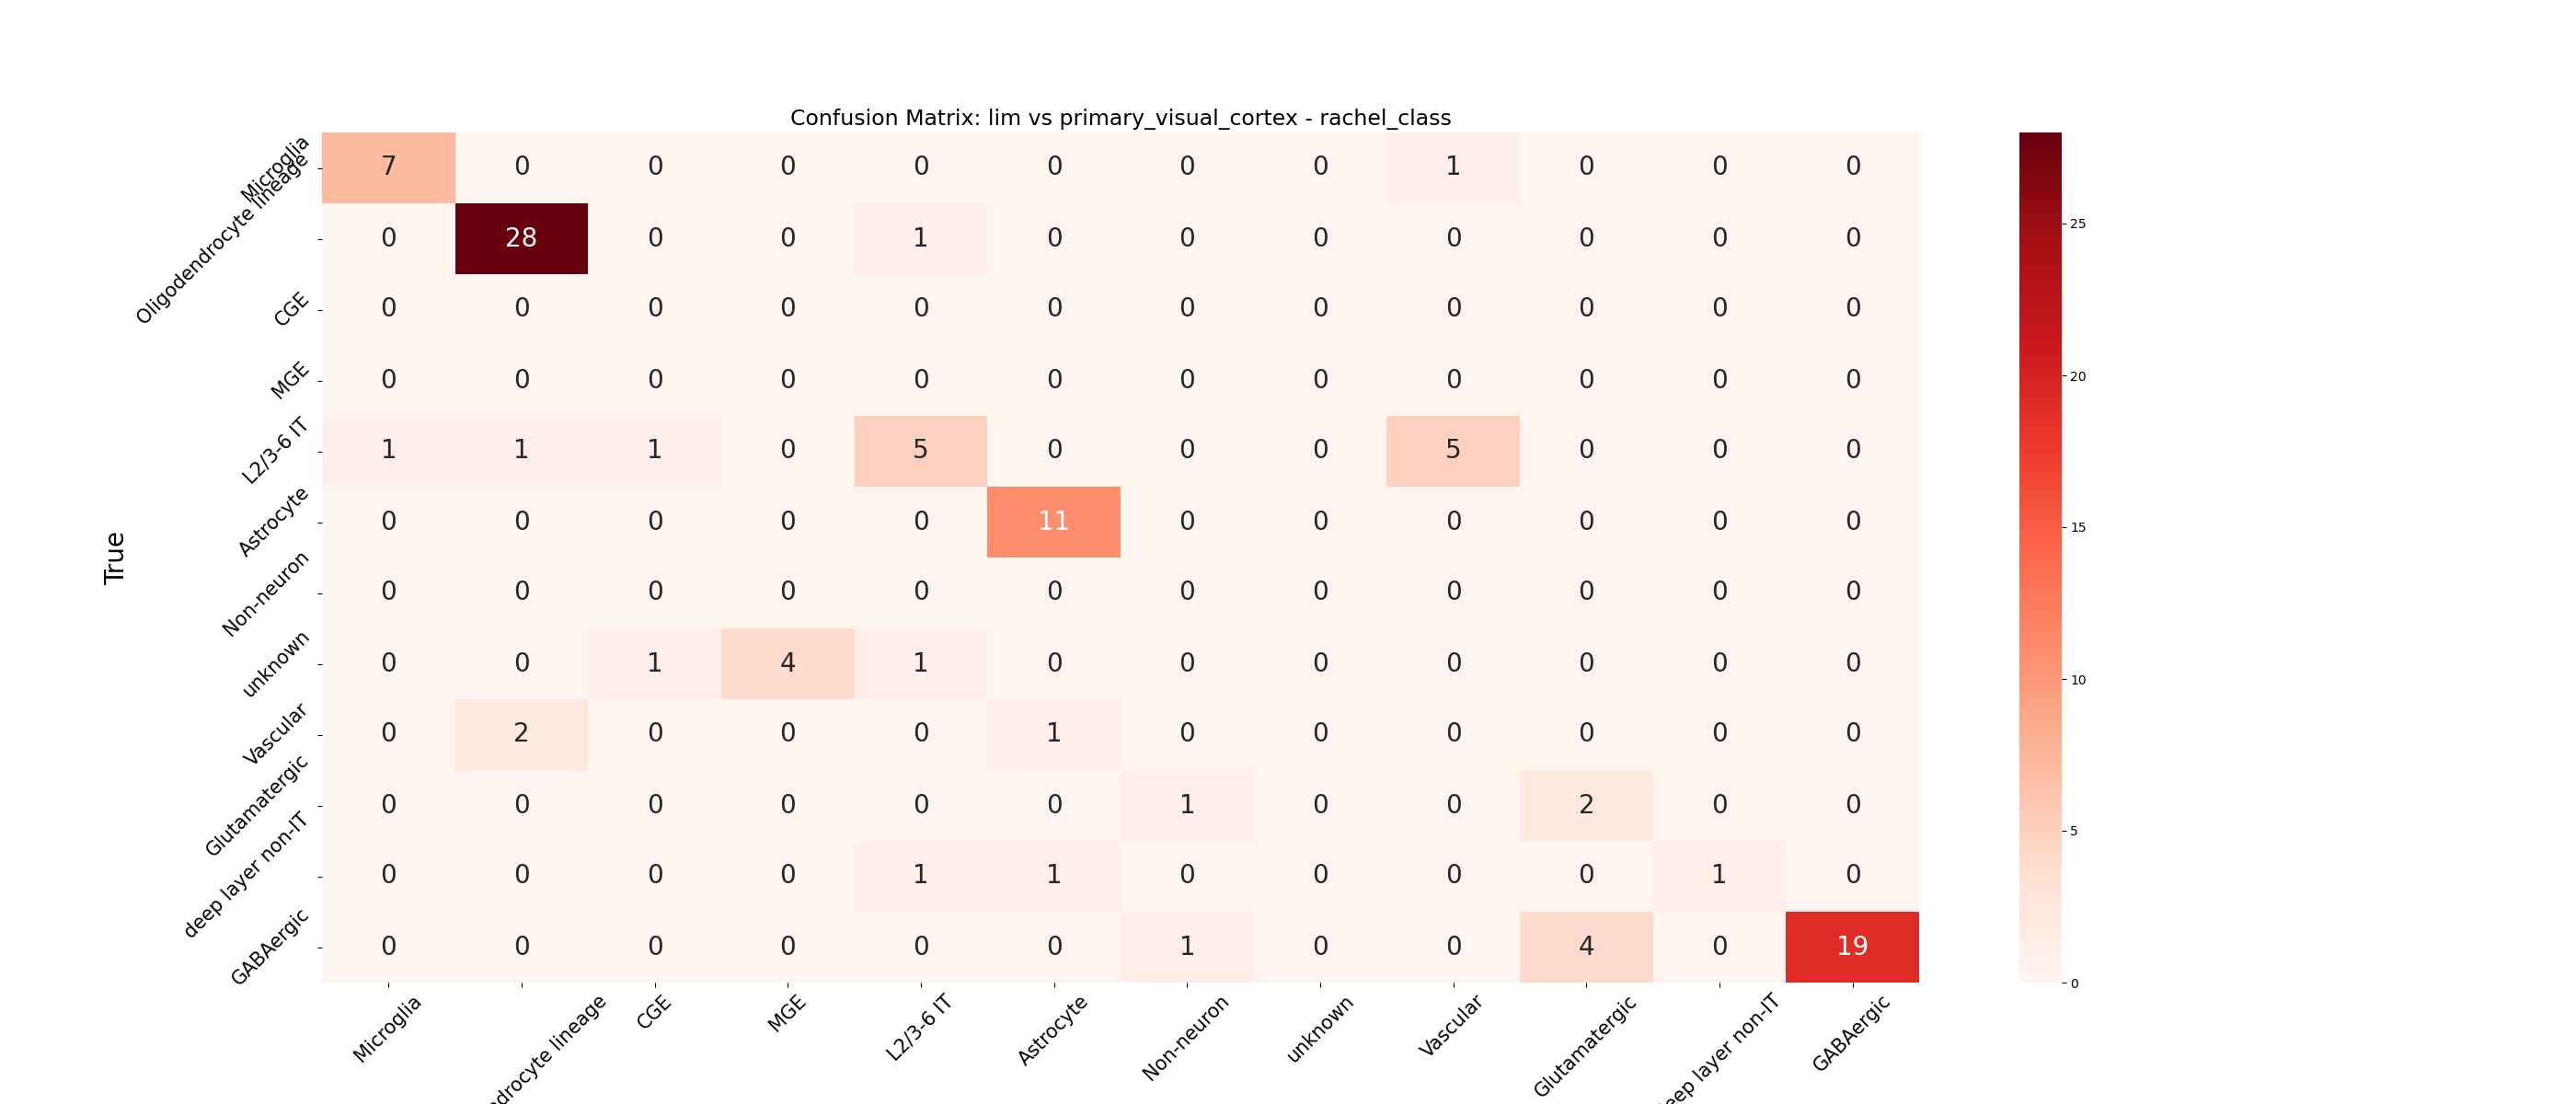 Confusion Matrix: lim vs primary_visual_cortex - rachel_class
True
Microglia 7 0 0 0 0 0 0 0 1 0 0 0
Oligodendrocyte lineage 0 28 0 0 1 0 0 0 0 0 0 0
CGE 0 0 0 0 0 0 0 0 0 0 0 0
MGE 0 0 0 0 0 0 0 0 0 0 0 0
L2/3-6 IT 1 1 1 0 5 0 0 0 5 0 0 0
Astrocyte 0 0 0 0 0 11 0 0 0 0 0 0
Non-neuron 0 0 0 0 0 0 0 0 0 0 0 0
unknown 0 0 1 4 1 0 0 0 0 0 0 0
Vascular 0 2 0 0 0 1 0 0 0 0 0 0
Glutamatergic 0 0 0 0 0 0 1 0 0 2 0 0
deep layer non-IT 0 0 0 0 1 1 0 0 0 0 1 0
GABAergic 0 0 0 0 0 0 1 0 0 4 0 19
Microglia
ndrocyte lineage
CGE
MGE
L2/3-6 IT
Astrocyte
Non-neuron
unknown
Vascular
Glutamatergic
eep layer non-IT
GABAergic
25
20
15
10
5
0